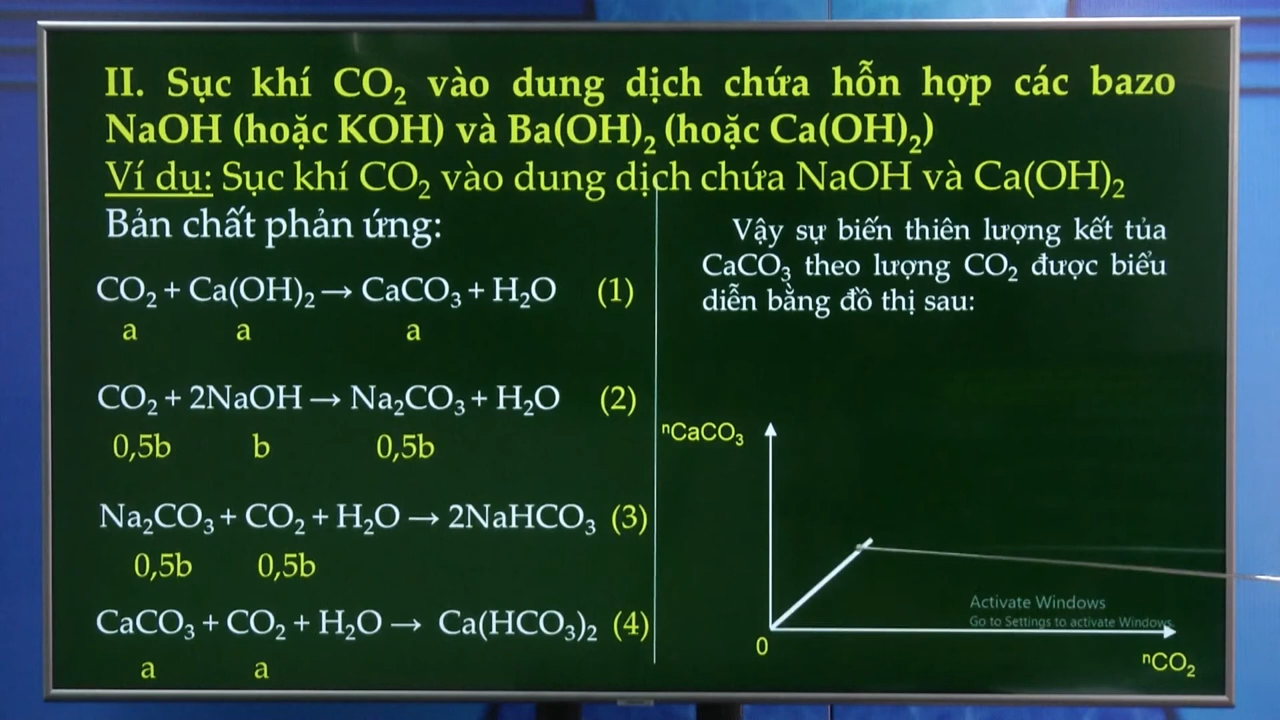 II. Sục khí CO₂ vào dung dịch chứa hỗn hợp các bazo
NaOH (hoặc KOH) và Ba(OH)₂ (hoặc Ca(OH)₂)
Ví dụ: Sục khí CO₂ vào dung dịch chứa NaOH và Ca(OH)₂
Bản chất phản ứng:
CO₂ + Ca(OH)₂ → CaCO₃ + H₂O (1)
a a a
CO₂ + 2NaOH → Na₂CO₃ + H₂O (2)
0,5b b 0,5b
Na₂CO₃ + CO₂ + H₂O → 2NaHCO₃ (3)
0,5b 0,5b
CaCO₃ + CO₂ + H₂O → Ca(HCO₃)₂ (4)
a a
Vậy sự biến thiên lượng kết tủa
CaCO₃ theo lượng CO₂ được biểu
diễn bằng đồ thị sau:
ⁿCaCO₃
Activate Windows
Go to Settings to activate Windows.
0
ⁿCO₂